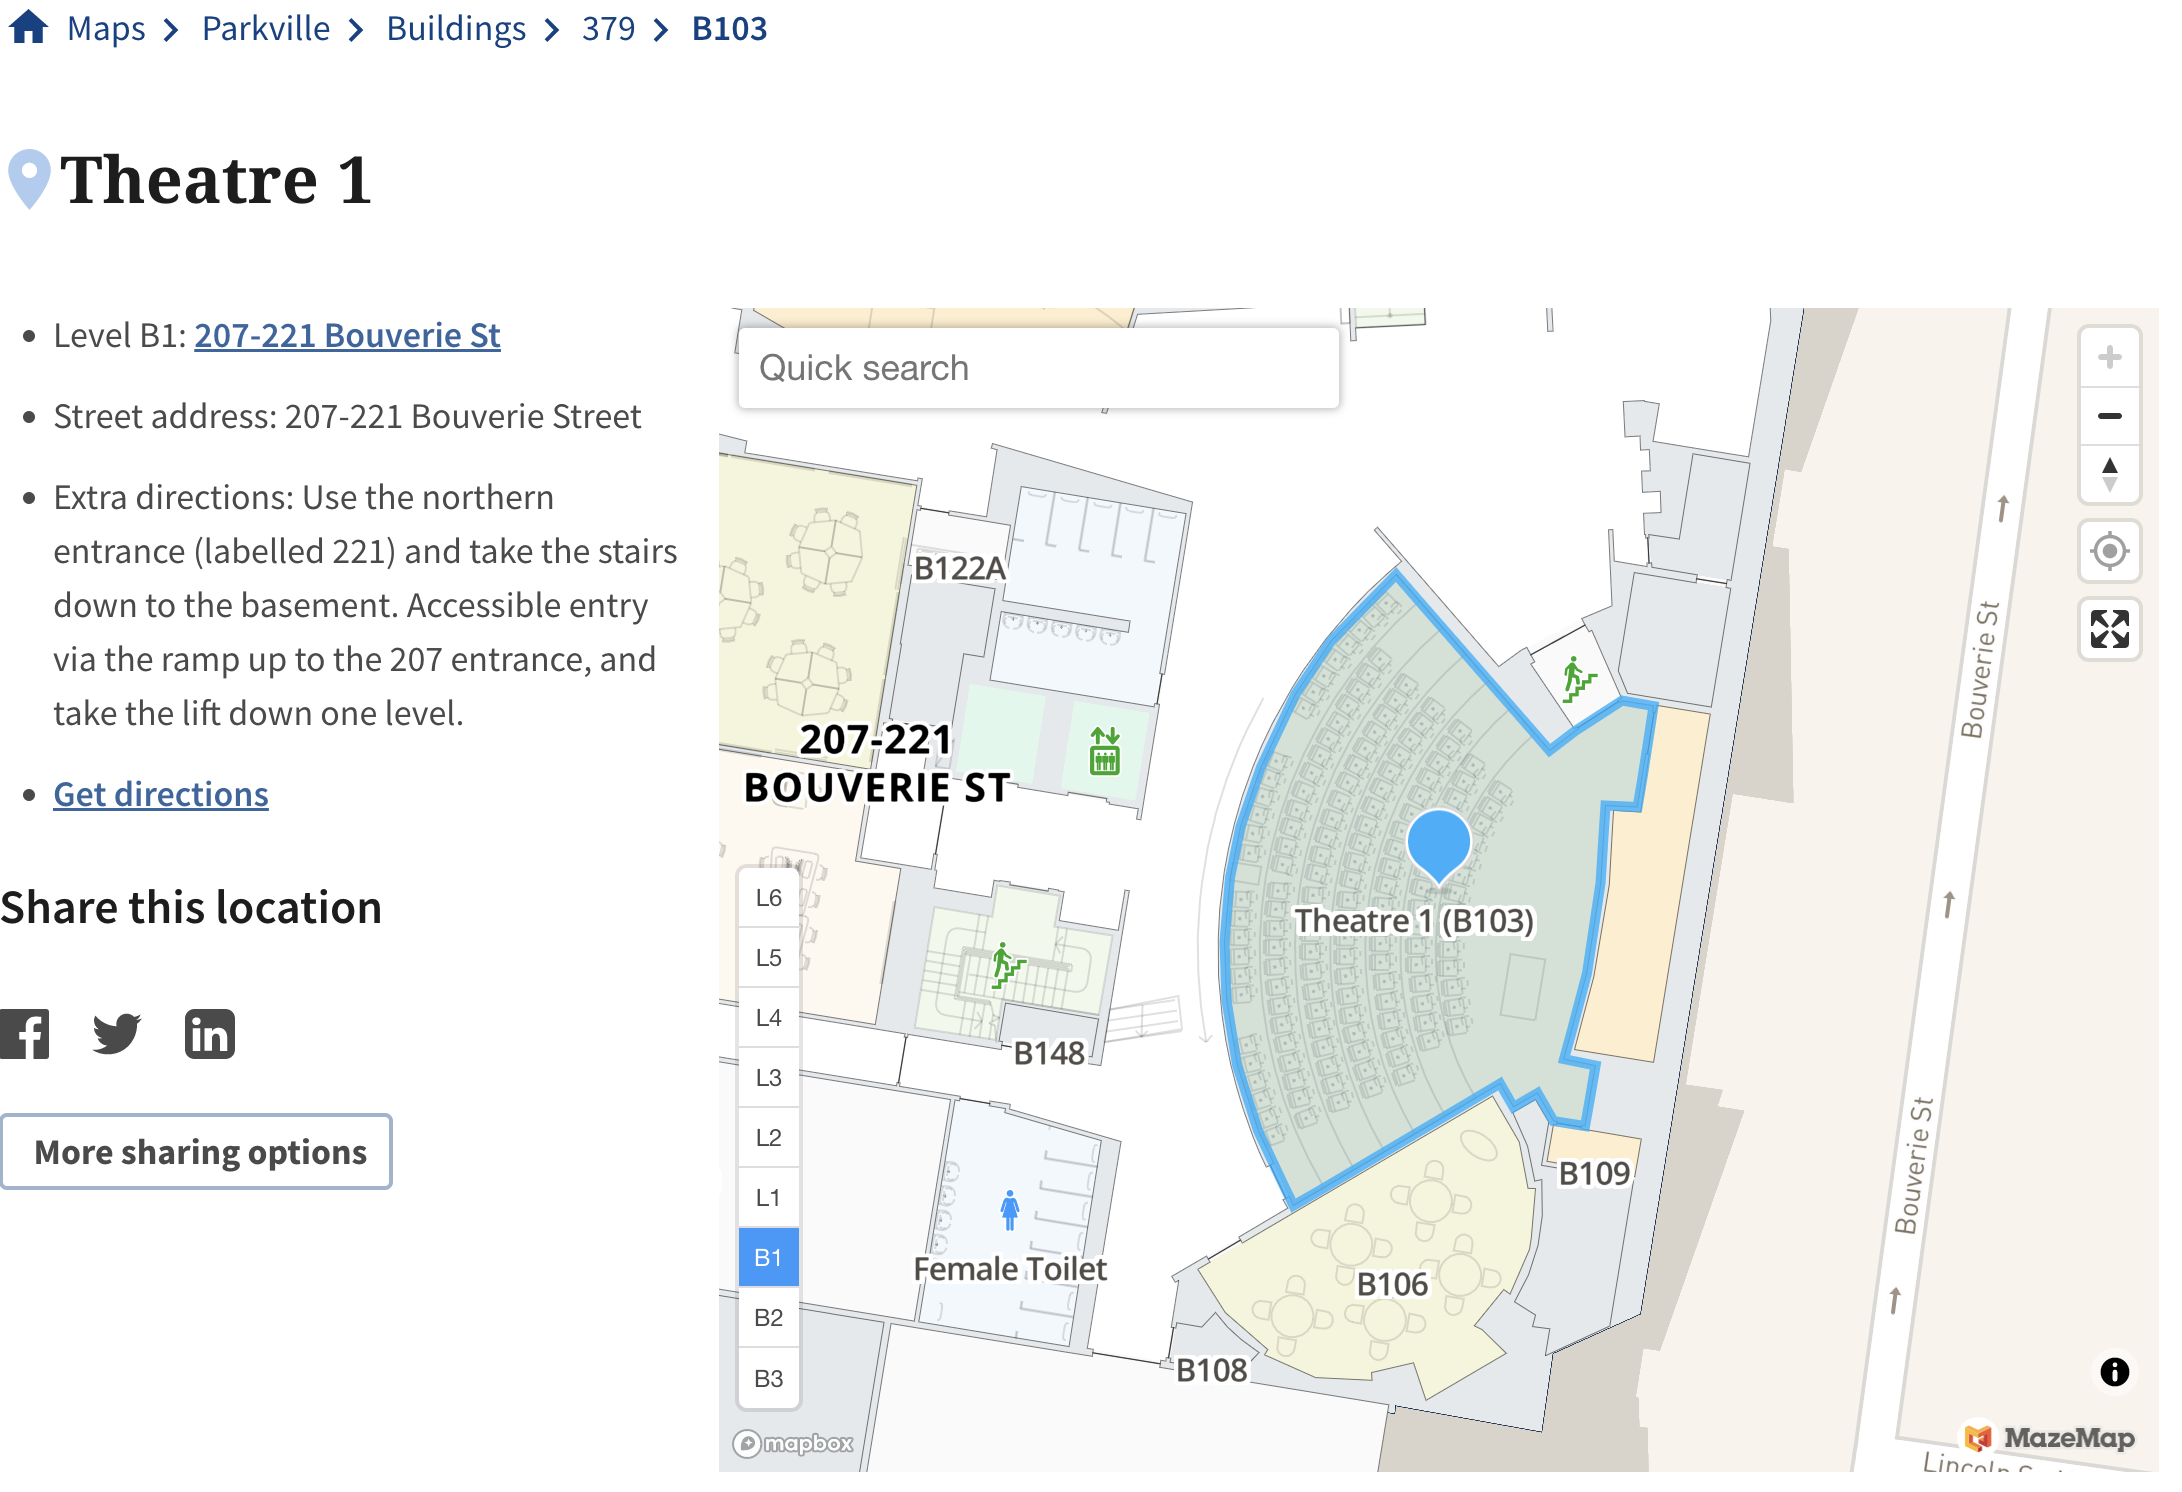 Maps > Parkville > Buildings > 379 > B103
Theatre 1
• Level B1: 207-221 Bouverie St
• Street address: 207-221 Bouverie Street
• Extra directions: Use the northern
entrance (labelled 221) and take the stairs
down to the basement. Accessible entry
via the ramp up to the 207 entrance, and
take the lift down one level.
• Get directions
Share this location
More sharing options
Quick search
B122A
207-221
BOUVERIE ST
Theatre 1 (B103)
B148
B109
Female Toilet
B106
B108
L6
L5
L4
L3
L2
L1
B1
B2
B3
Bouverie St
Bouverie St
mapbox
MazeMap
Lincoln